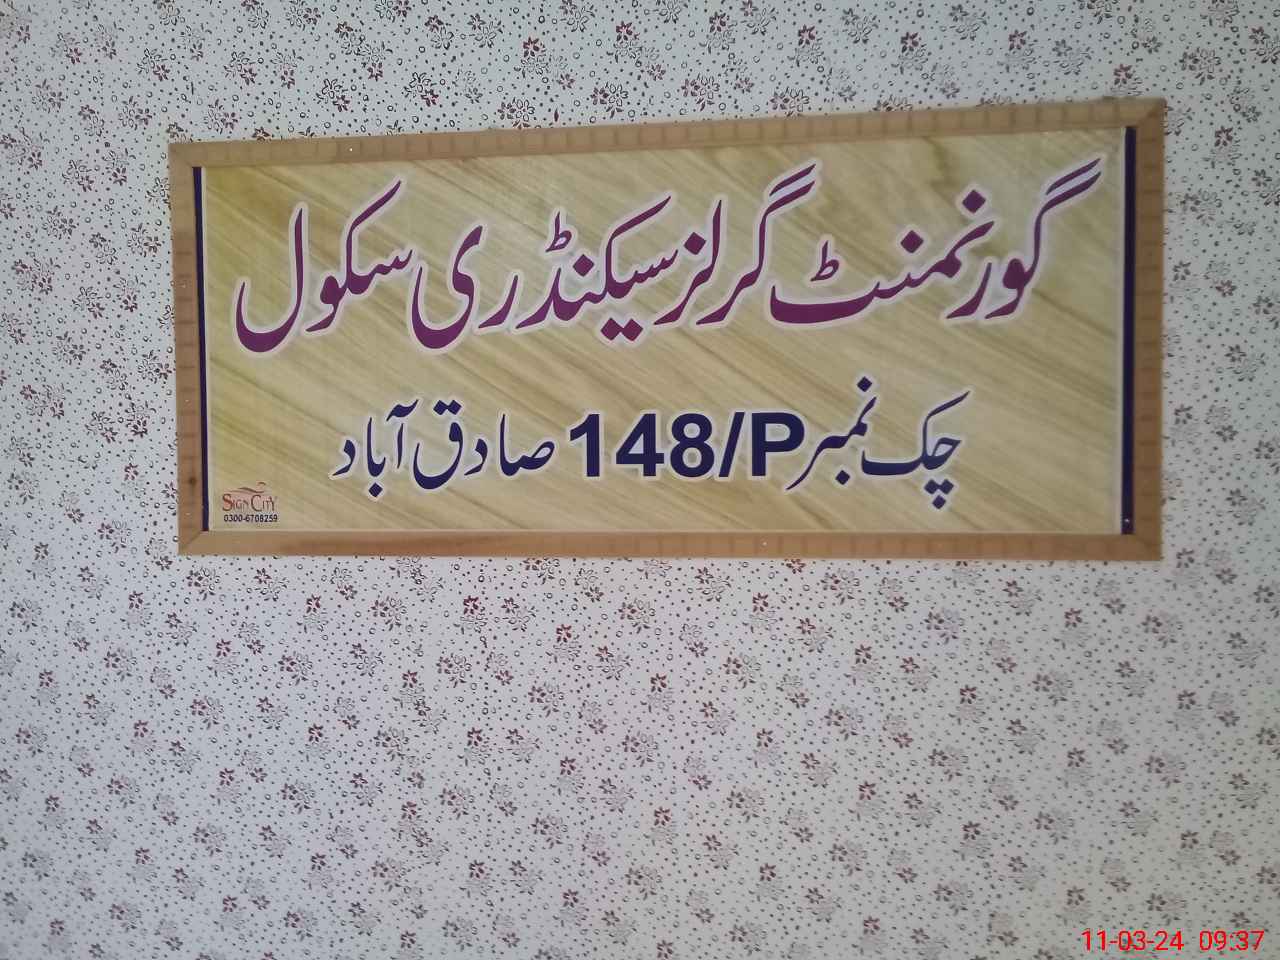 گورنمنٹ گرلز سیکنڈری سکول
چک نمبر 148/P صادق آباد
SIGN CITY
0300-6708259
11-03-24 09:37